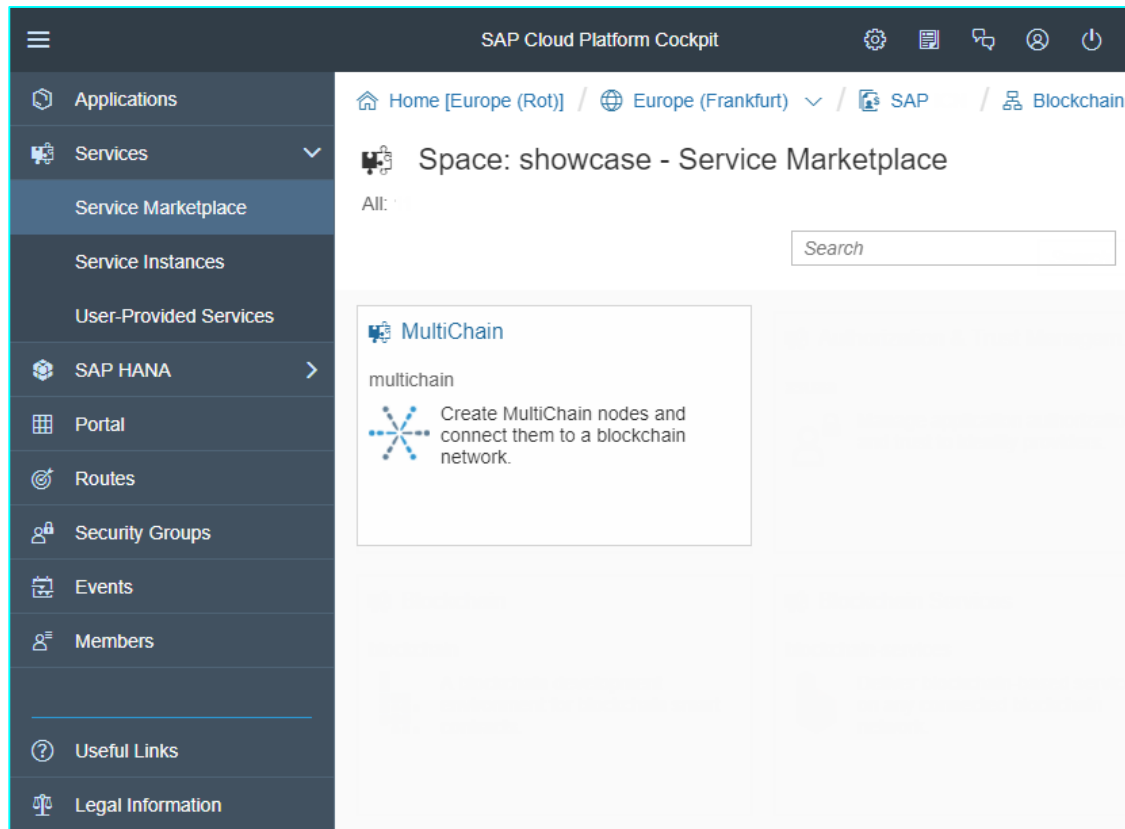 SAP Cloud Platform Cockpit
Applications
Services
Service Marketplace
Service Instances
User-Provided Services
SAP HANA
Portal
Routes
Security Groups
Events
Members
Useful Links
Legal Information
Home [Europe (Rot)] / Europe (Frankfurt) / SAP / Blockchain
Space: showcase - Service Marketplace
All:
Search
MultiChain
multichain
Create MultiChain nodes and
connect them to a blockchain
network.